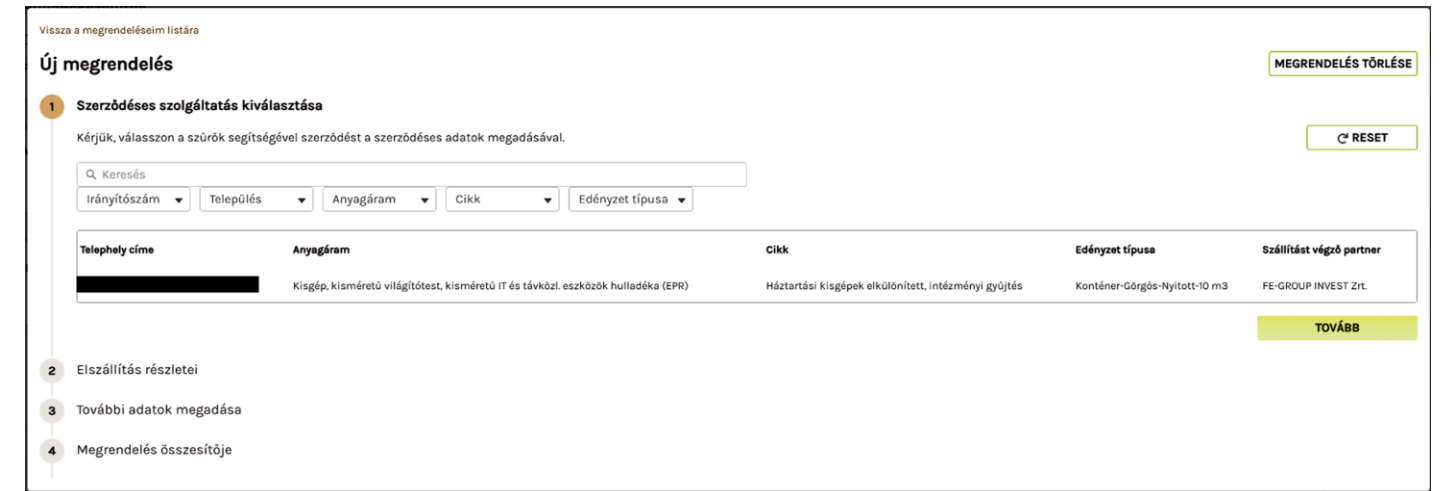 Vissza a megrendeléseim listára
Új megrendelés
MEGRENDELÉS TÖRLÉSE
1 Szerződéses szolgáltatás kiválasztása
Kérjük, válasszon a szűrők segítségével szerződést a szerződéses adatok megadásával.
RESET
Keresés
Irányítószám Település Anyagáram Cikk Edényzet típusa
Telephely címe Anyagáram Cikk Edényzet típusa Szállítást végző partner
Kisgép, kisméretű világítótest, kisméretű IT és távközl. eszközök hulladéka (EPR) Háztartási kisgépek elkülönített, intézményi gyűjtés Konténer-Görgős-Nyitott-10 m3 FE-GROUP INVEST Zrt.
TOVÁBB
2 Elszállítás részletei
3 További adatok megadása
4 Megrendelés összesítője